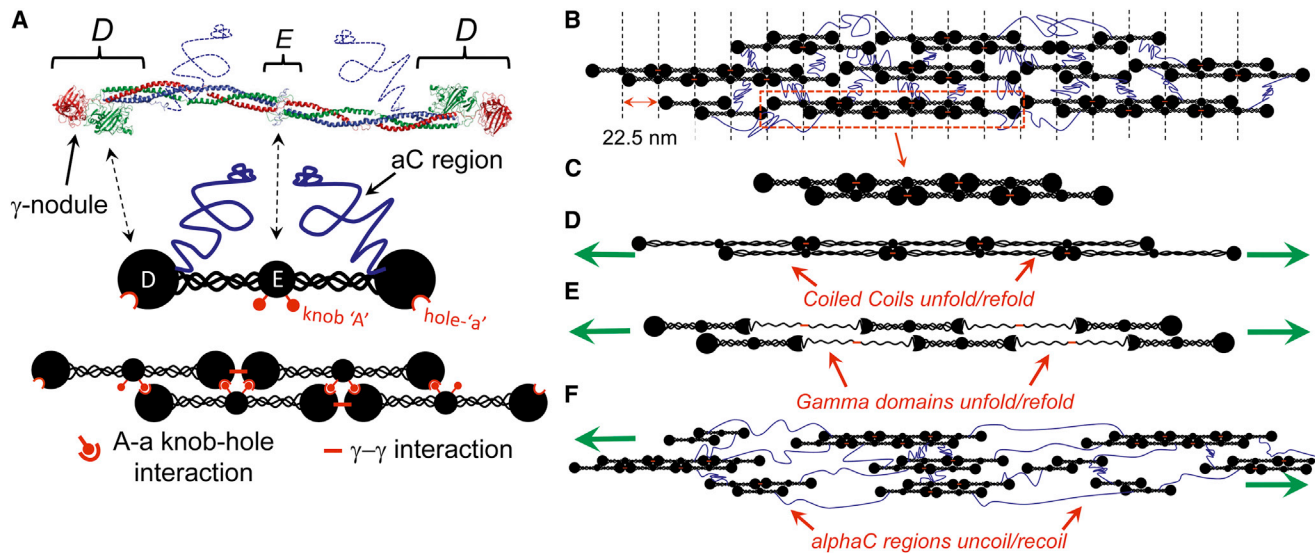 A
D
E
D
γ-nodule
aC region
D
E
knob ‘A’
hole-‘a’
A-a knob-hole
interaction
γ–γ interaction
B
22.5 nm
C
D
Coiled Coils unfold/refold
E
Gamma domains unfold/refold
F
alphaC regions uncoil/recoil